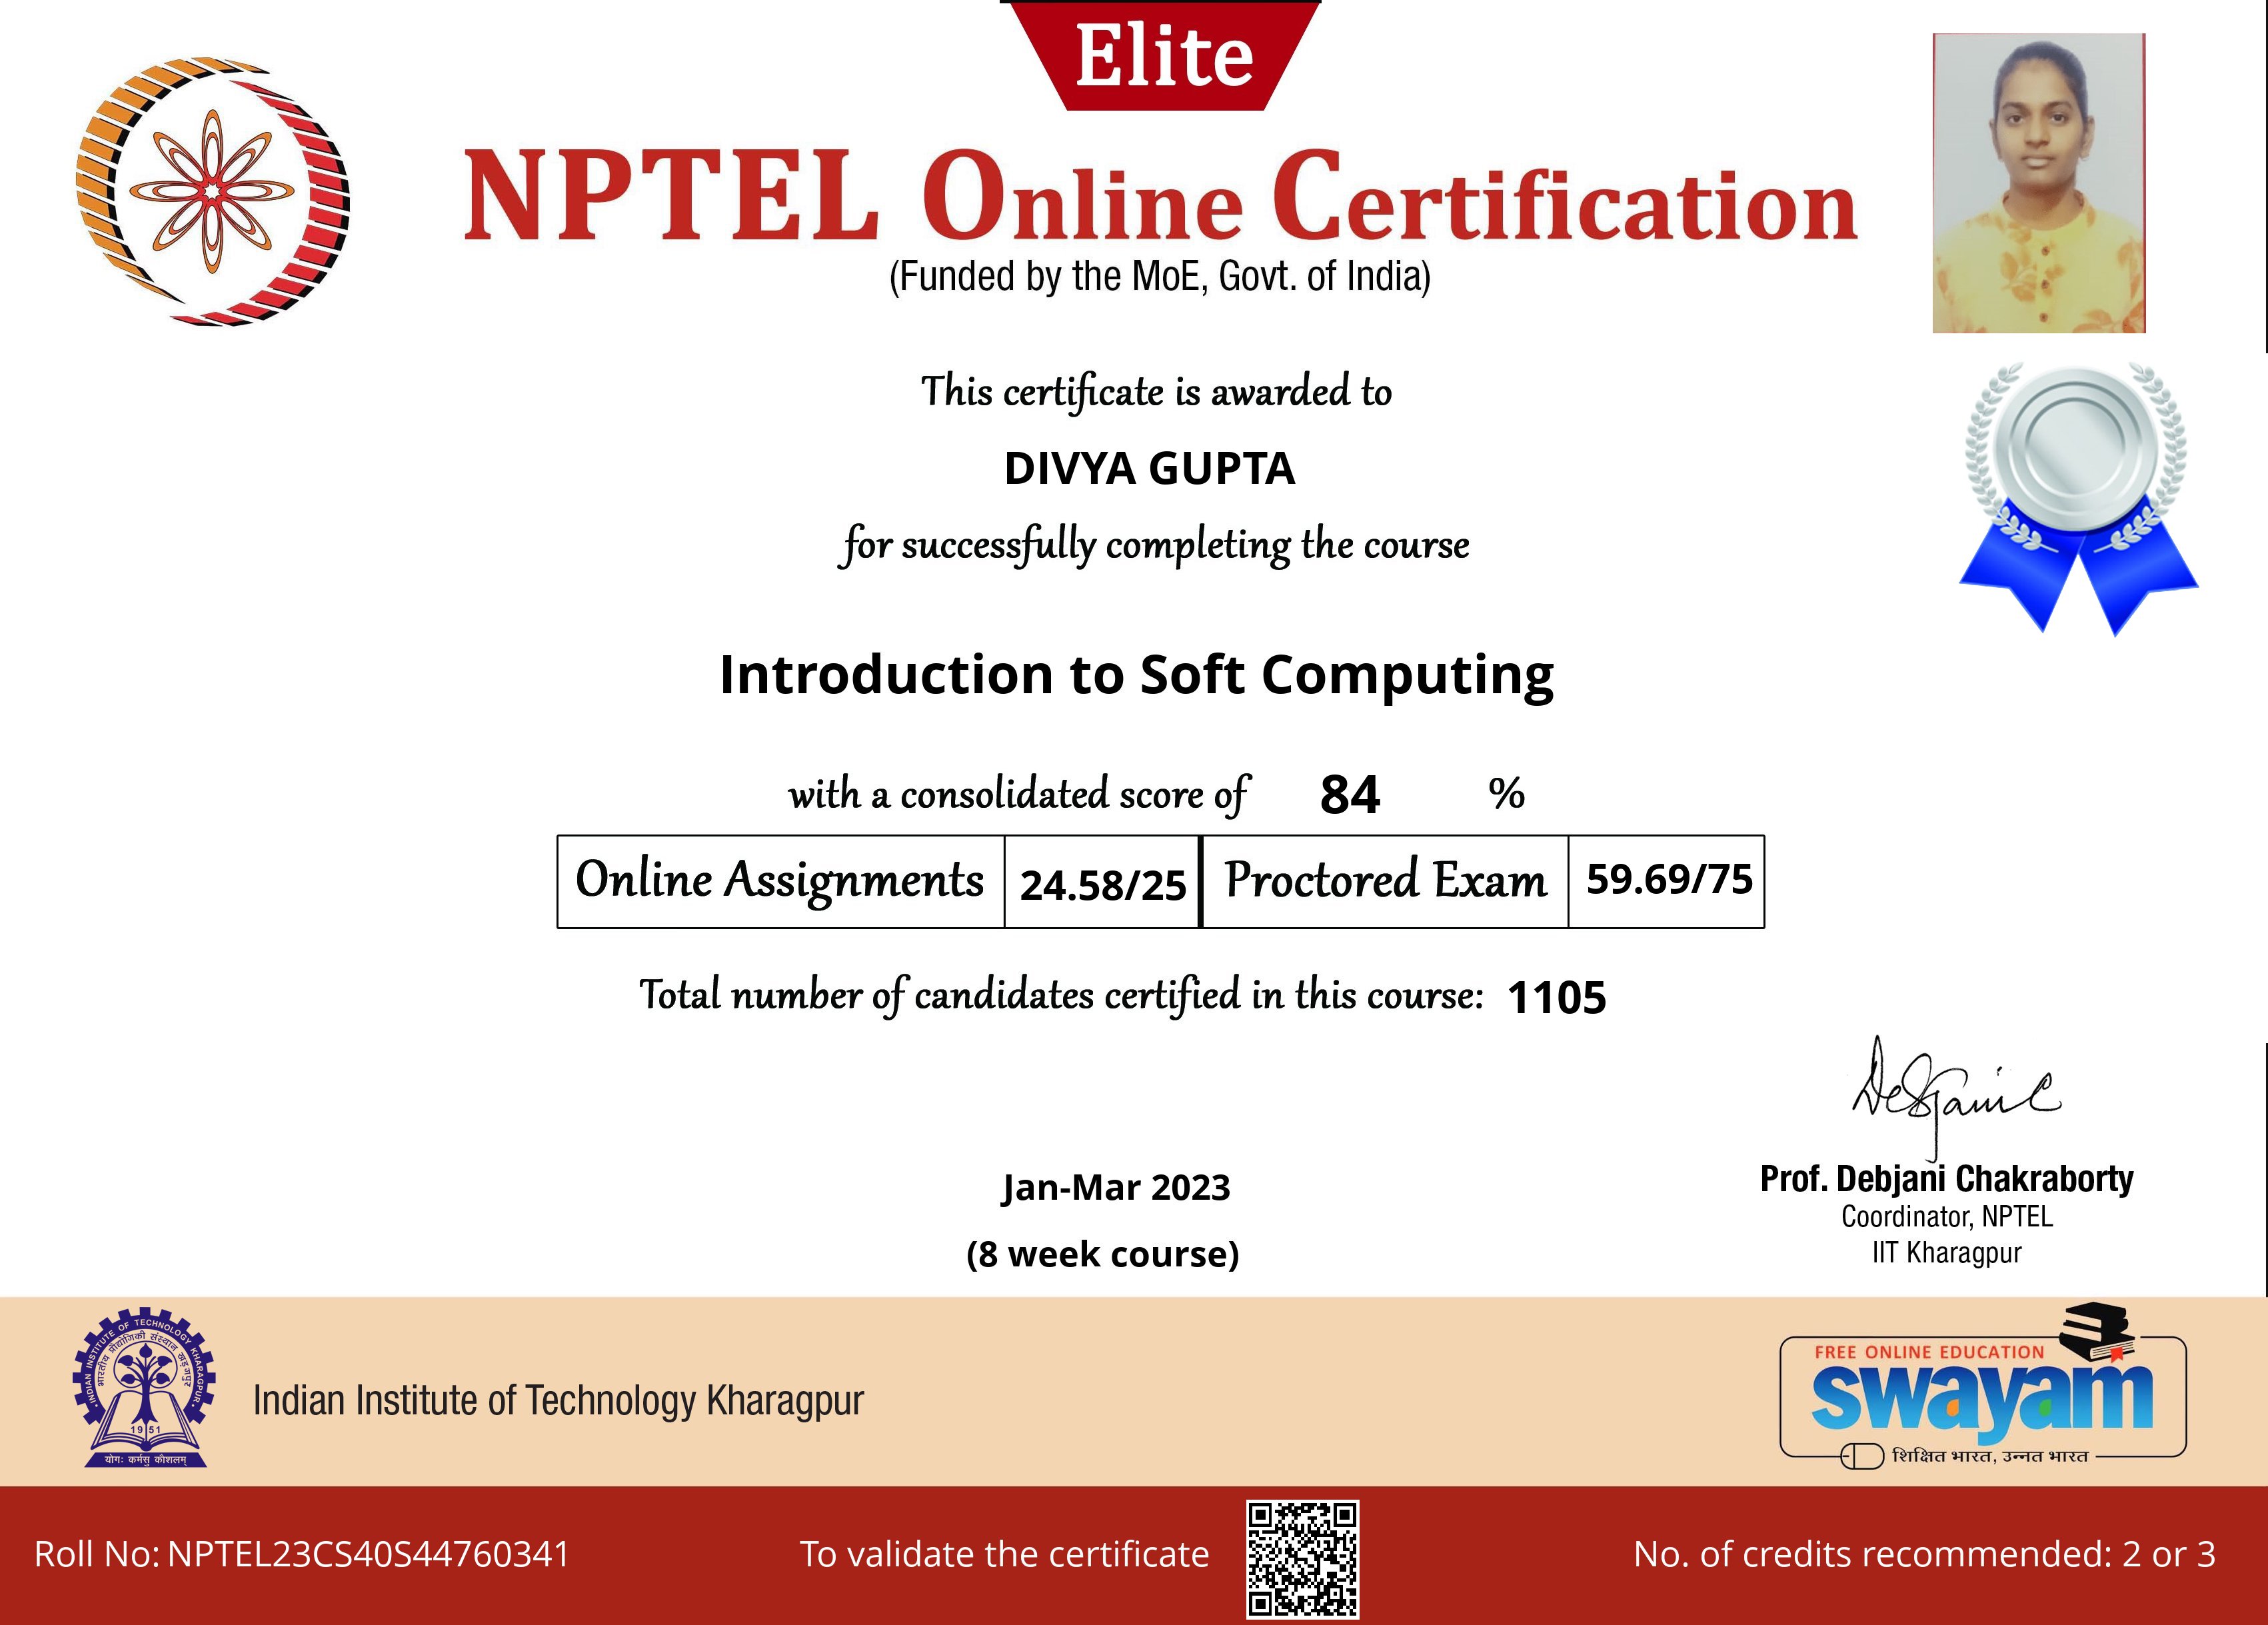 Elite
NPTEL Online Certification
(Funded by the MoE, Govt. of India)
This certificate is awarded to
DIVYA GUPTA
for successfully completing the course
Introduction to Soft Computing
with a consolidated score of 84 %
Online Assignments 24.58/25 Proctored Exam 59.69/75
Total number of candidates certified in this course: 1105
Debjani C
Jan-Mar 2023
(8 week course)
Prof. Debjani Chakraborty
Coordinator, NPTEL
IIT Kharagpur
INDIAN INSTITUTE OF TECHNOLOGY KHARAGPUR
भारतीय प्रौद्योगिकी संस्थान खड़गपुर
1951
योगः कर्मसु कौशलम्
Indian Institute of Technology Kharagpur
FREE ONLINE EDUCATION
swayam
शिक्षित भारत, उन्नत भारत
Roll No: NPTEL23CS40S44760341
To validate the certificate
No. of credits recommended: 2 or 3